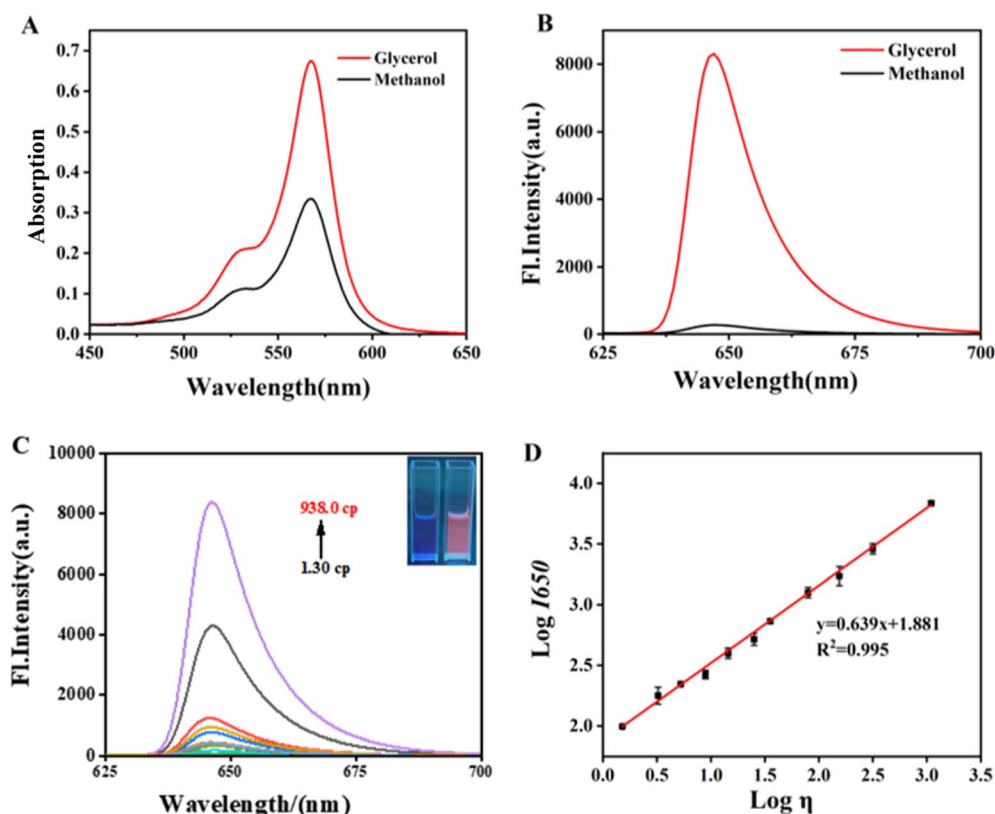 A
Absorption
0.7
0.6
0.5
0.4
0.3
0.2
0.1
0.0
450 500 550 600 650
Wavelength(nm)
Glycerol
Methanol
B
Fl.Intensity(a.u.)
8000
6000
4000
2000
0
625 650 675 700
Wavelength(nm)
Glycerol
Methanol
C
Fl.Intensity(a.u.)
10000
8000
6000
4000
2000
0
625 650 675 700
Wavelength/(nm)
938.0 cp
1.30 cp
D
Log I650
4.0
3.5
3.0
2.5
2.0
0.0 0.5 1.0 1.5 2.0 2.5 3.0 3.5
Log η
y=0.639x+1.881
R²=0.995